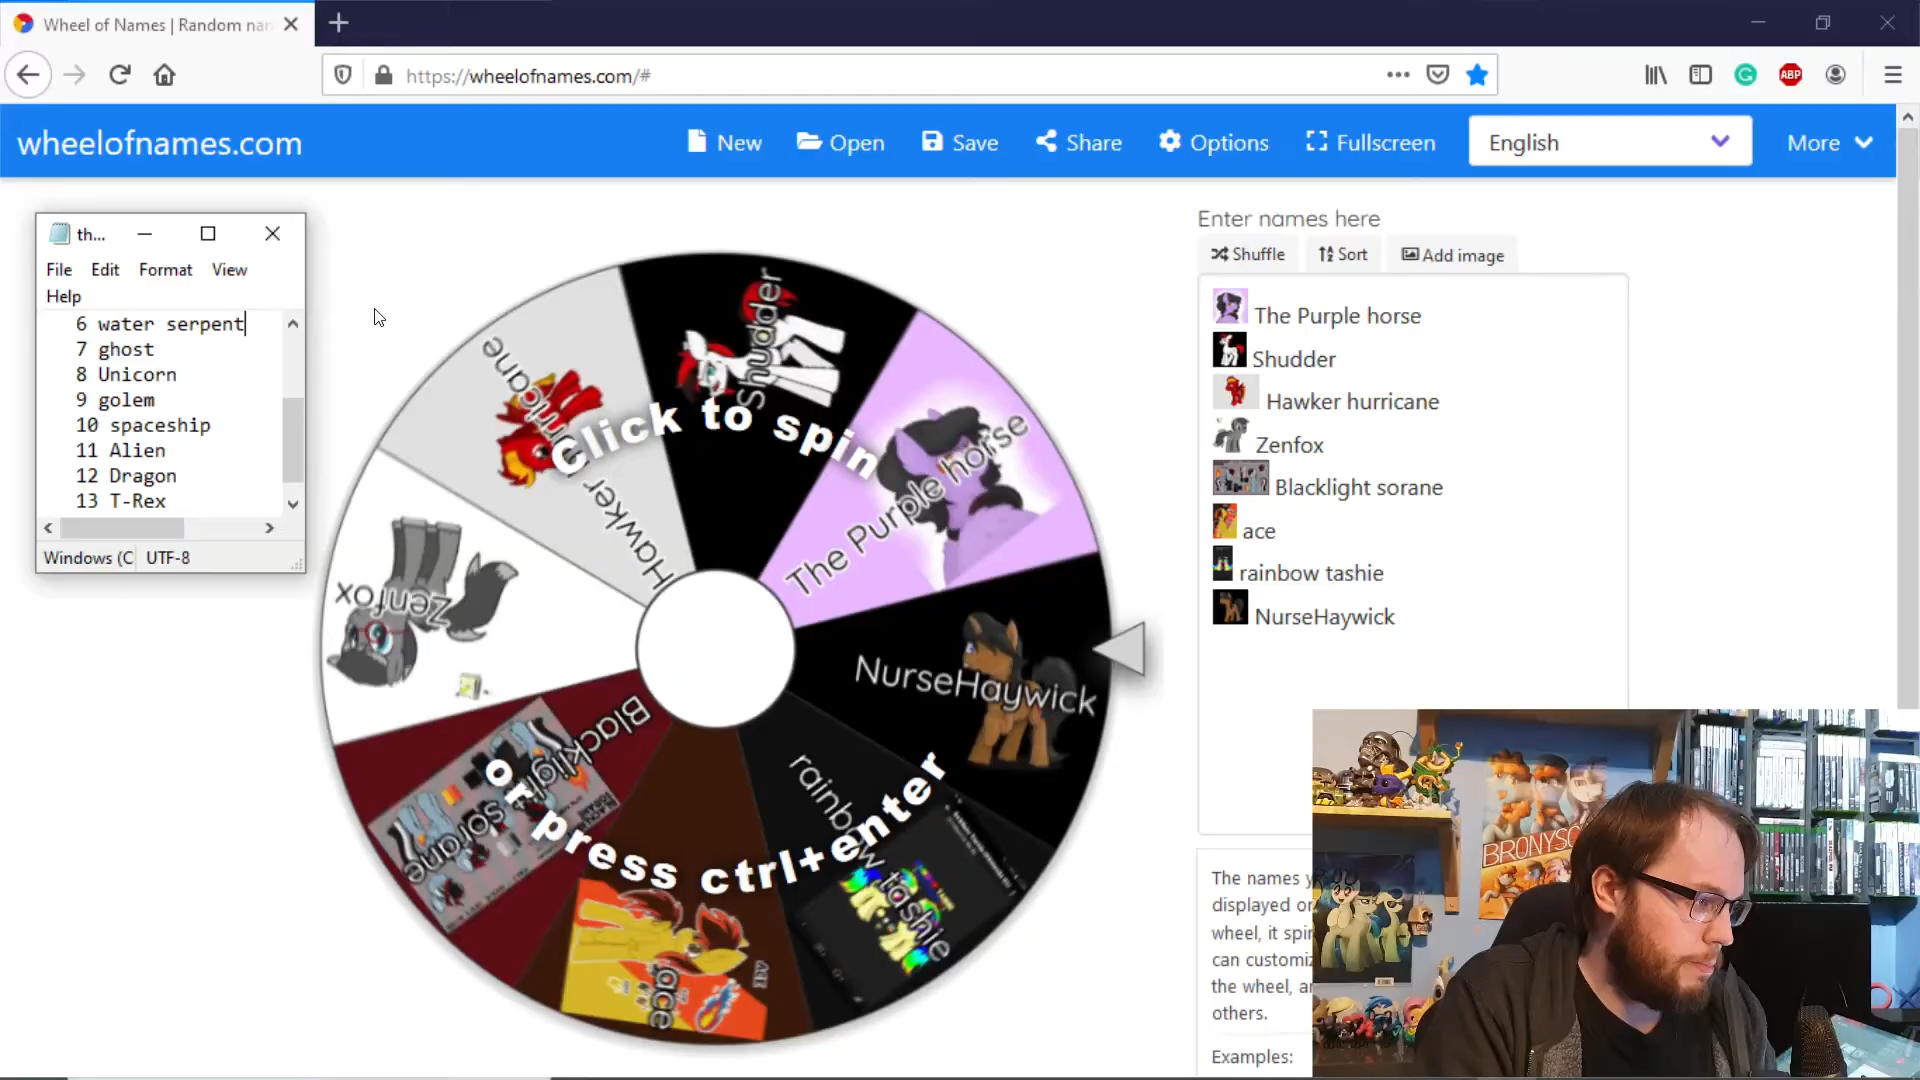 Wheel of Names | Random nan
https://wheelofnames.com/#
ABP
wheelofnames.com
New
Open
Save
Share
Options
Fullscreen
English
More
th...
File Edit Format View
Help
6 water serpent
7 ghost
8 Unicorn
9 golem
10 spaceship
11 Alien
12 Dragon
13 T-Rex
Windows (C UTF-8
Click to spin
or press ctrl+enter
Shudder
The Purple horse
NurseHaywick
rainbow tashie
ace
ACE
Blacklight sorane
Zenfox
Hawker hurricane
Enter names here
Shuffle
Sort
Add image
The Purple horse
Shudder
Hawker hurricane
Zenfox
Blacklight sorane
ace
rainbow tashie
NurseHaywick
The names y
displayed or
wheel, it spir
can customiz
the wheel, ar
others.
Examples: